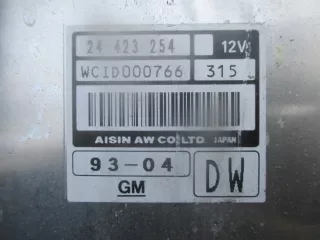 24 423 254 12V
WCID000766 315
AISIN AW CO.,LTD. JAPAN
93-04 DW
GM